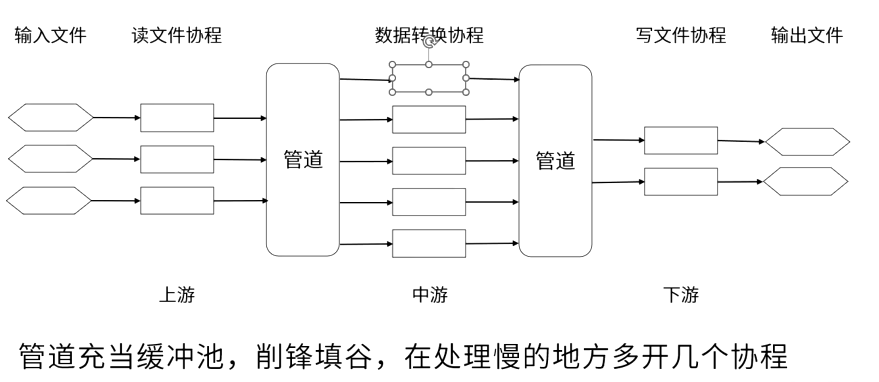 输入文件 读文件协程 数据转换协程 写文件协程 输出文件
管道 管道
上游 中游 下游
管道充当缓冲池，削锋填谷，在处理慢的地方多开几个协程